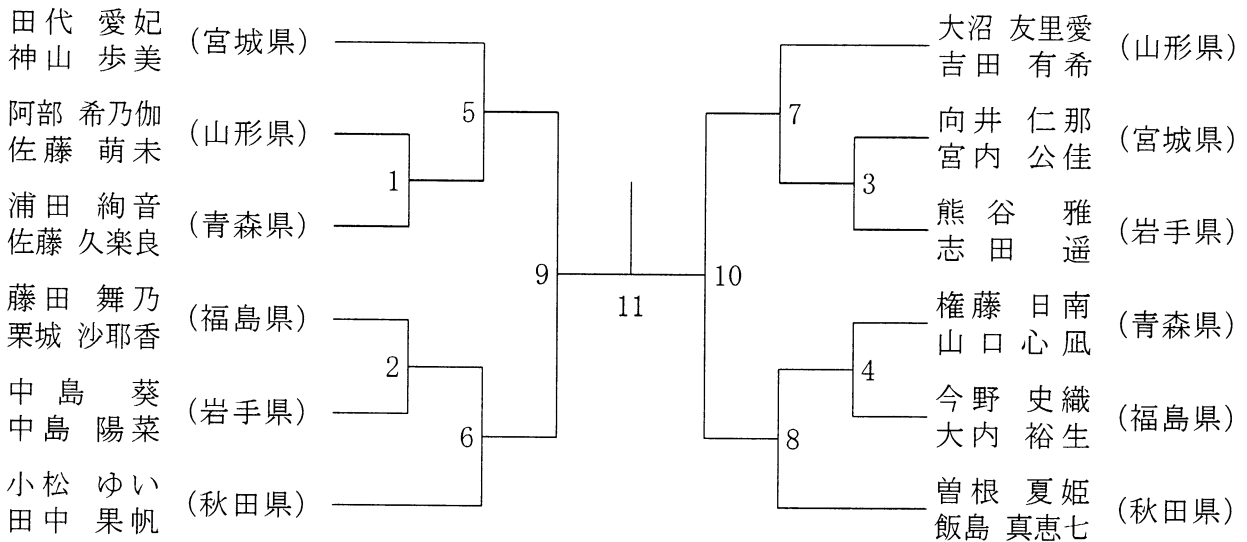 田代 愛妃
神山 歩美
(宮城県)
阿部 希乃伽
佐藤 萌未
(山形県)
浦田 絢音
佐藤 久楽良
(青森県)
藤田 舞乃
栗城 沙耶香
(福島県)
中島 葵
中島 陽菜
(岩手県)
小松 ゆい
田中 果帆
(秋田県)
5
1
2
6
9
11
10
7
3
4
8
大沼 友里愛
吉田 有希
(山形県)
向井 仁那
宮内 公佳
(宮城県)
熊谷 雅
志田 遥
(岩手県)
権藤 日南
山口 心凪
(青森県)
今野 史織
大内 裕生
(福島県)
曽根 夏姫
飯島 真恵七
(秋田県)